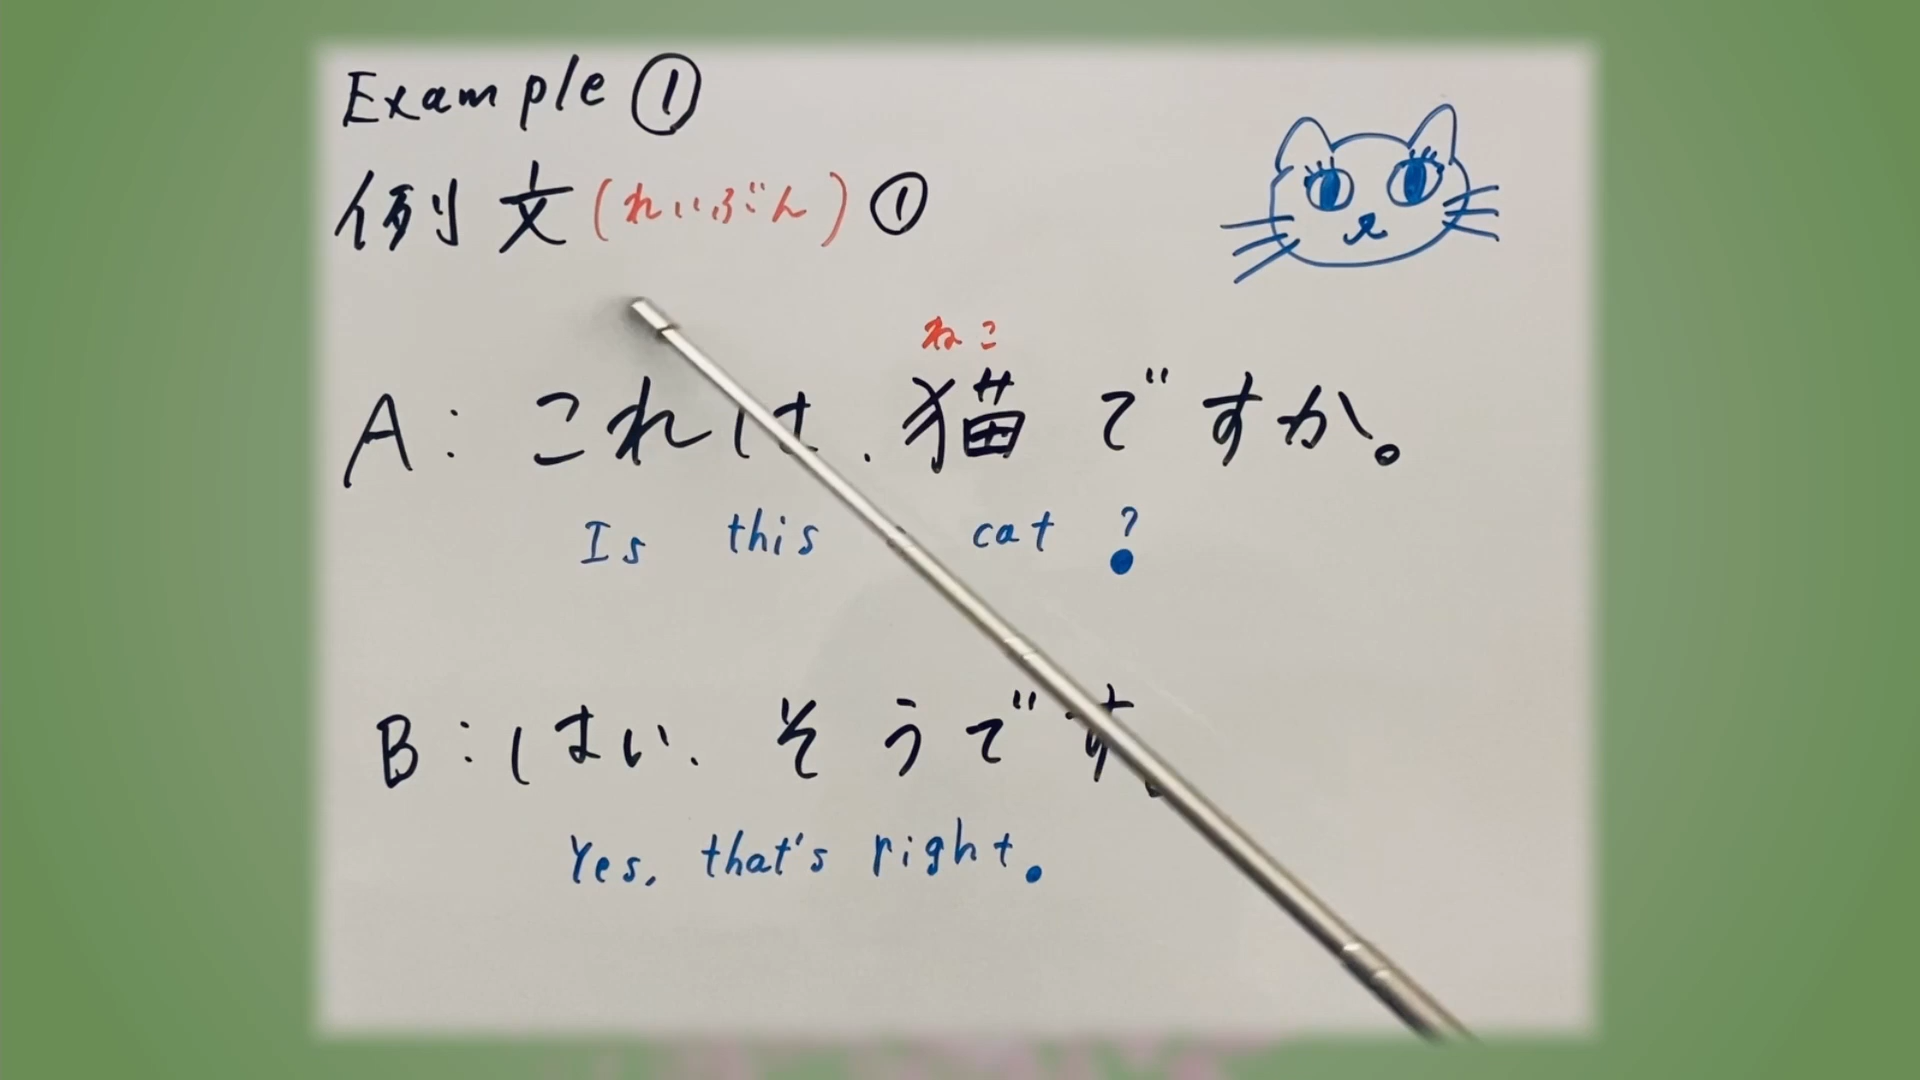 Example ①
例文(れいぶん)①
ねこ
A:これは、猫ですか。
Is this cat?
B:はい、そうです。
Yes, that's right.